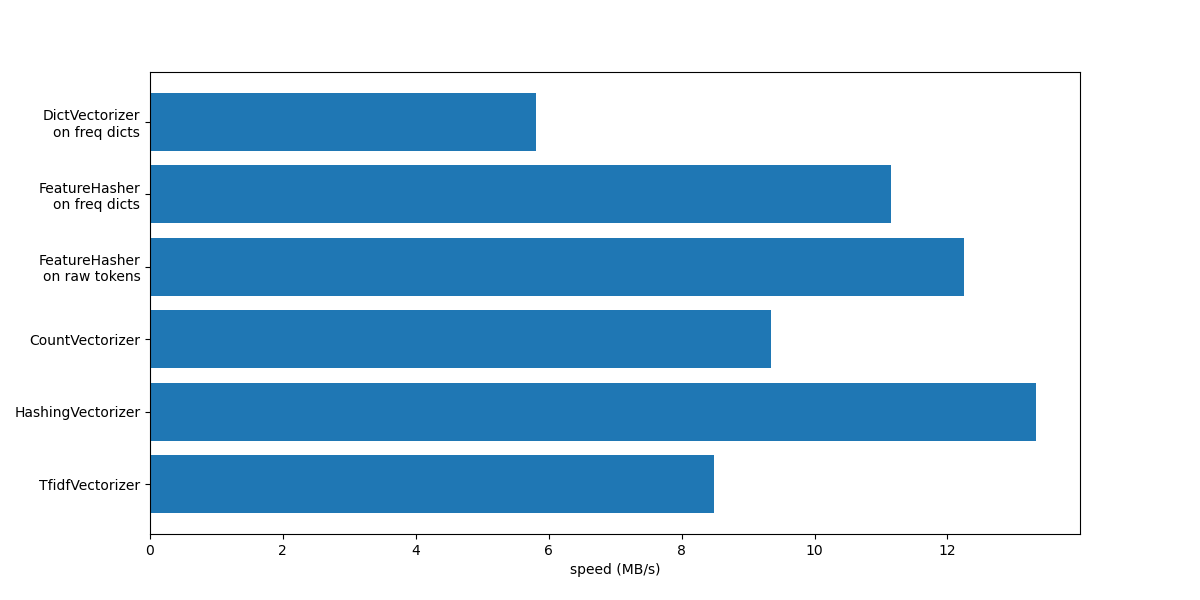 DictVectorizer
on freq dicts
FeatureHasher
on freq dicts
FeatureHasher
on raw tokens
CountVectorizer
HashingVectorizer
TfidfVectorizer
0 2 4 6 8 10 12
speed (MB/s)